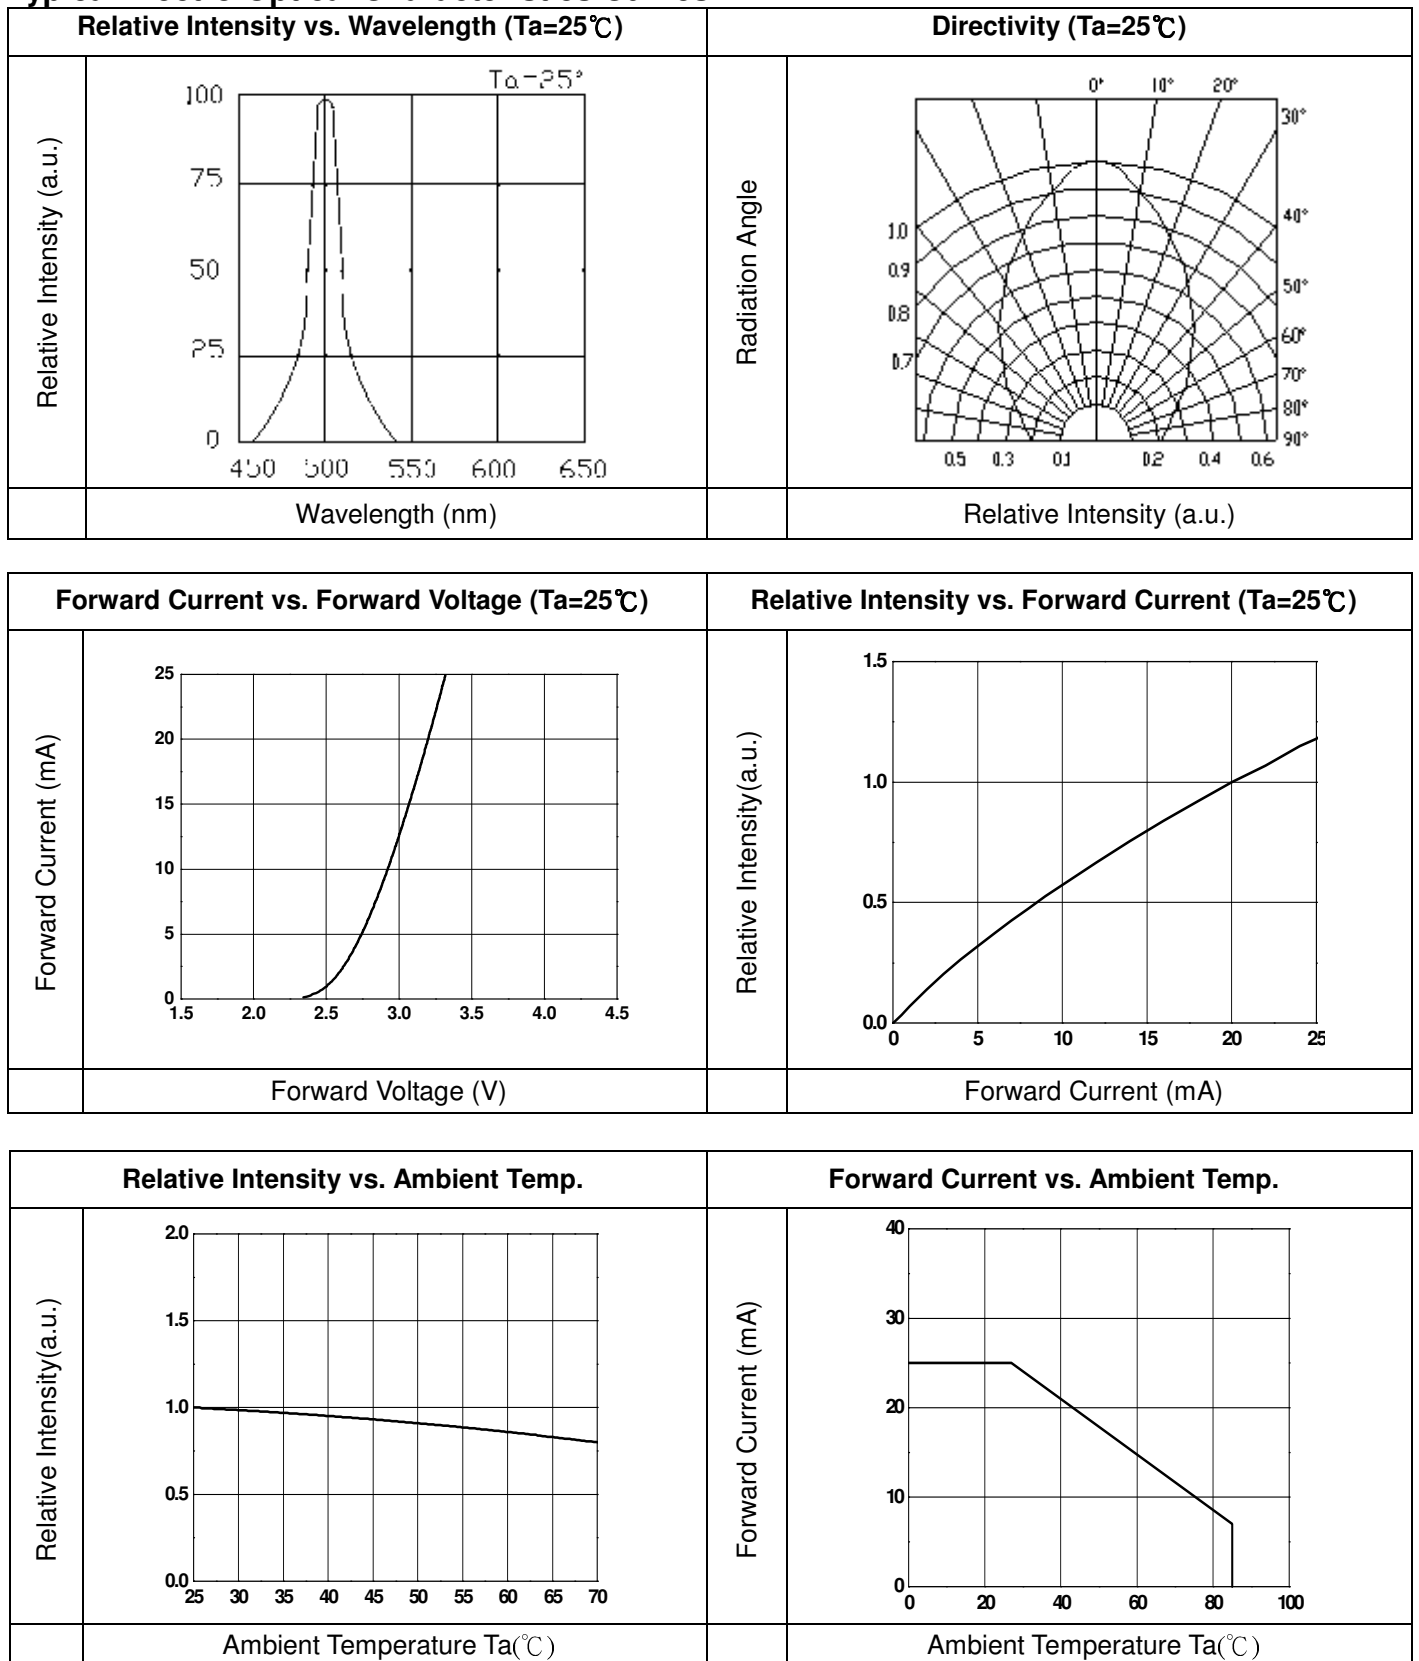 Relative Intensity vs. Wavelength (Ta=25℃)
Directivity (Ta=25℃)
Relative Intensity (a.u.)
Ta=25°
100
75
50
25
0
450 500 550 600 650
Wavelength (nm)
Radiation Angle
0° 10° 20°
30°
40°
50°
60°
70°
80°
90°
1.0
0.9
0.8
0.7
0.5 0.3 0.1 0.2 0.4 0.6
Relative Intensity (a.u.)
Forward Current vs. Forward Voltage (Ta=25℃)
Relative Intensity vs. Forward Current (Ta=25℃)
Forward Current (mA)
25
20
15
10
5
0
1.5 2.0 2.5 3.0 3.5 4.0 4.5
Forward Voltage (V)
Relative Intensity(a.u.)
1.5
1.0
0.5
0.0
0 5 10 15 20 25
Forward Current (mA)
Relative Intensity vs. Ambient Temp.
Forward Current vs. Ambient Temp.
Relative Intensity(a.u.)
2.0
1.5
1.0
0.5
0.0
25 30 35 40 45 50 55 60 65 70
Ambient Temperature Ta(℃)
Forward Current (mA)
40
30
20
10
0
0 20 40 60 80 100
Ambient Temperature Ta(℃)